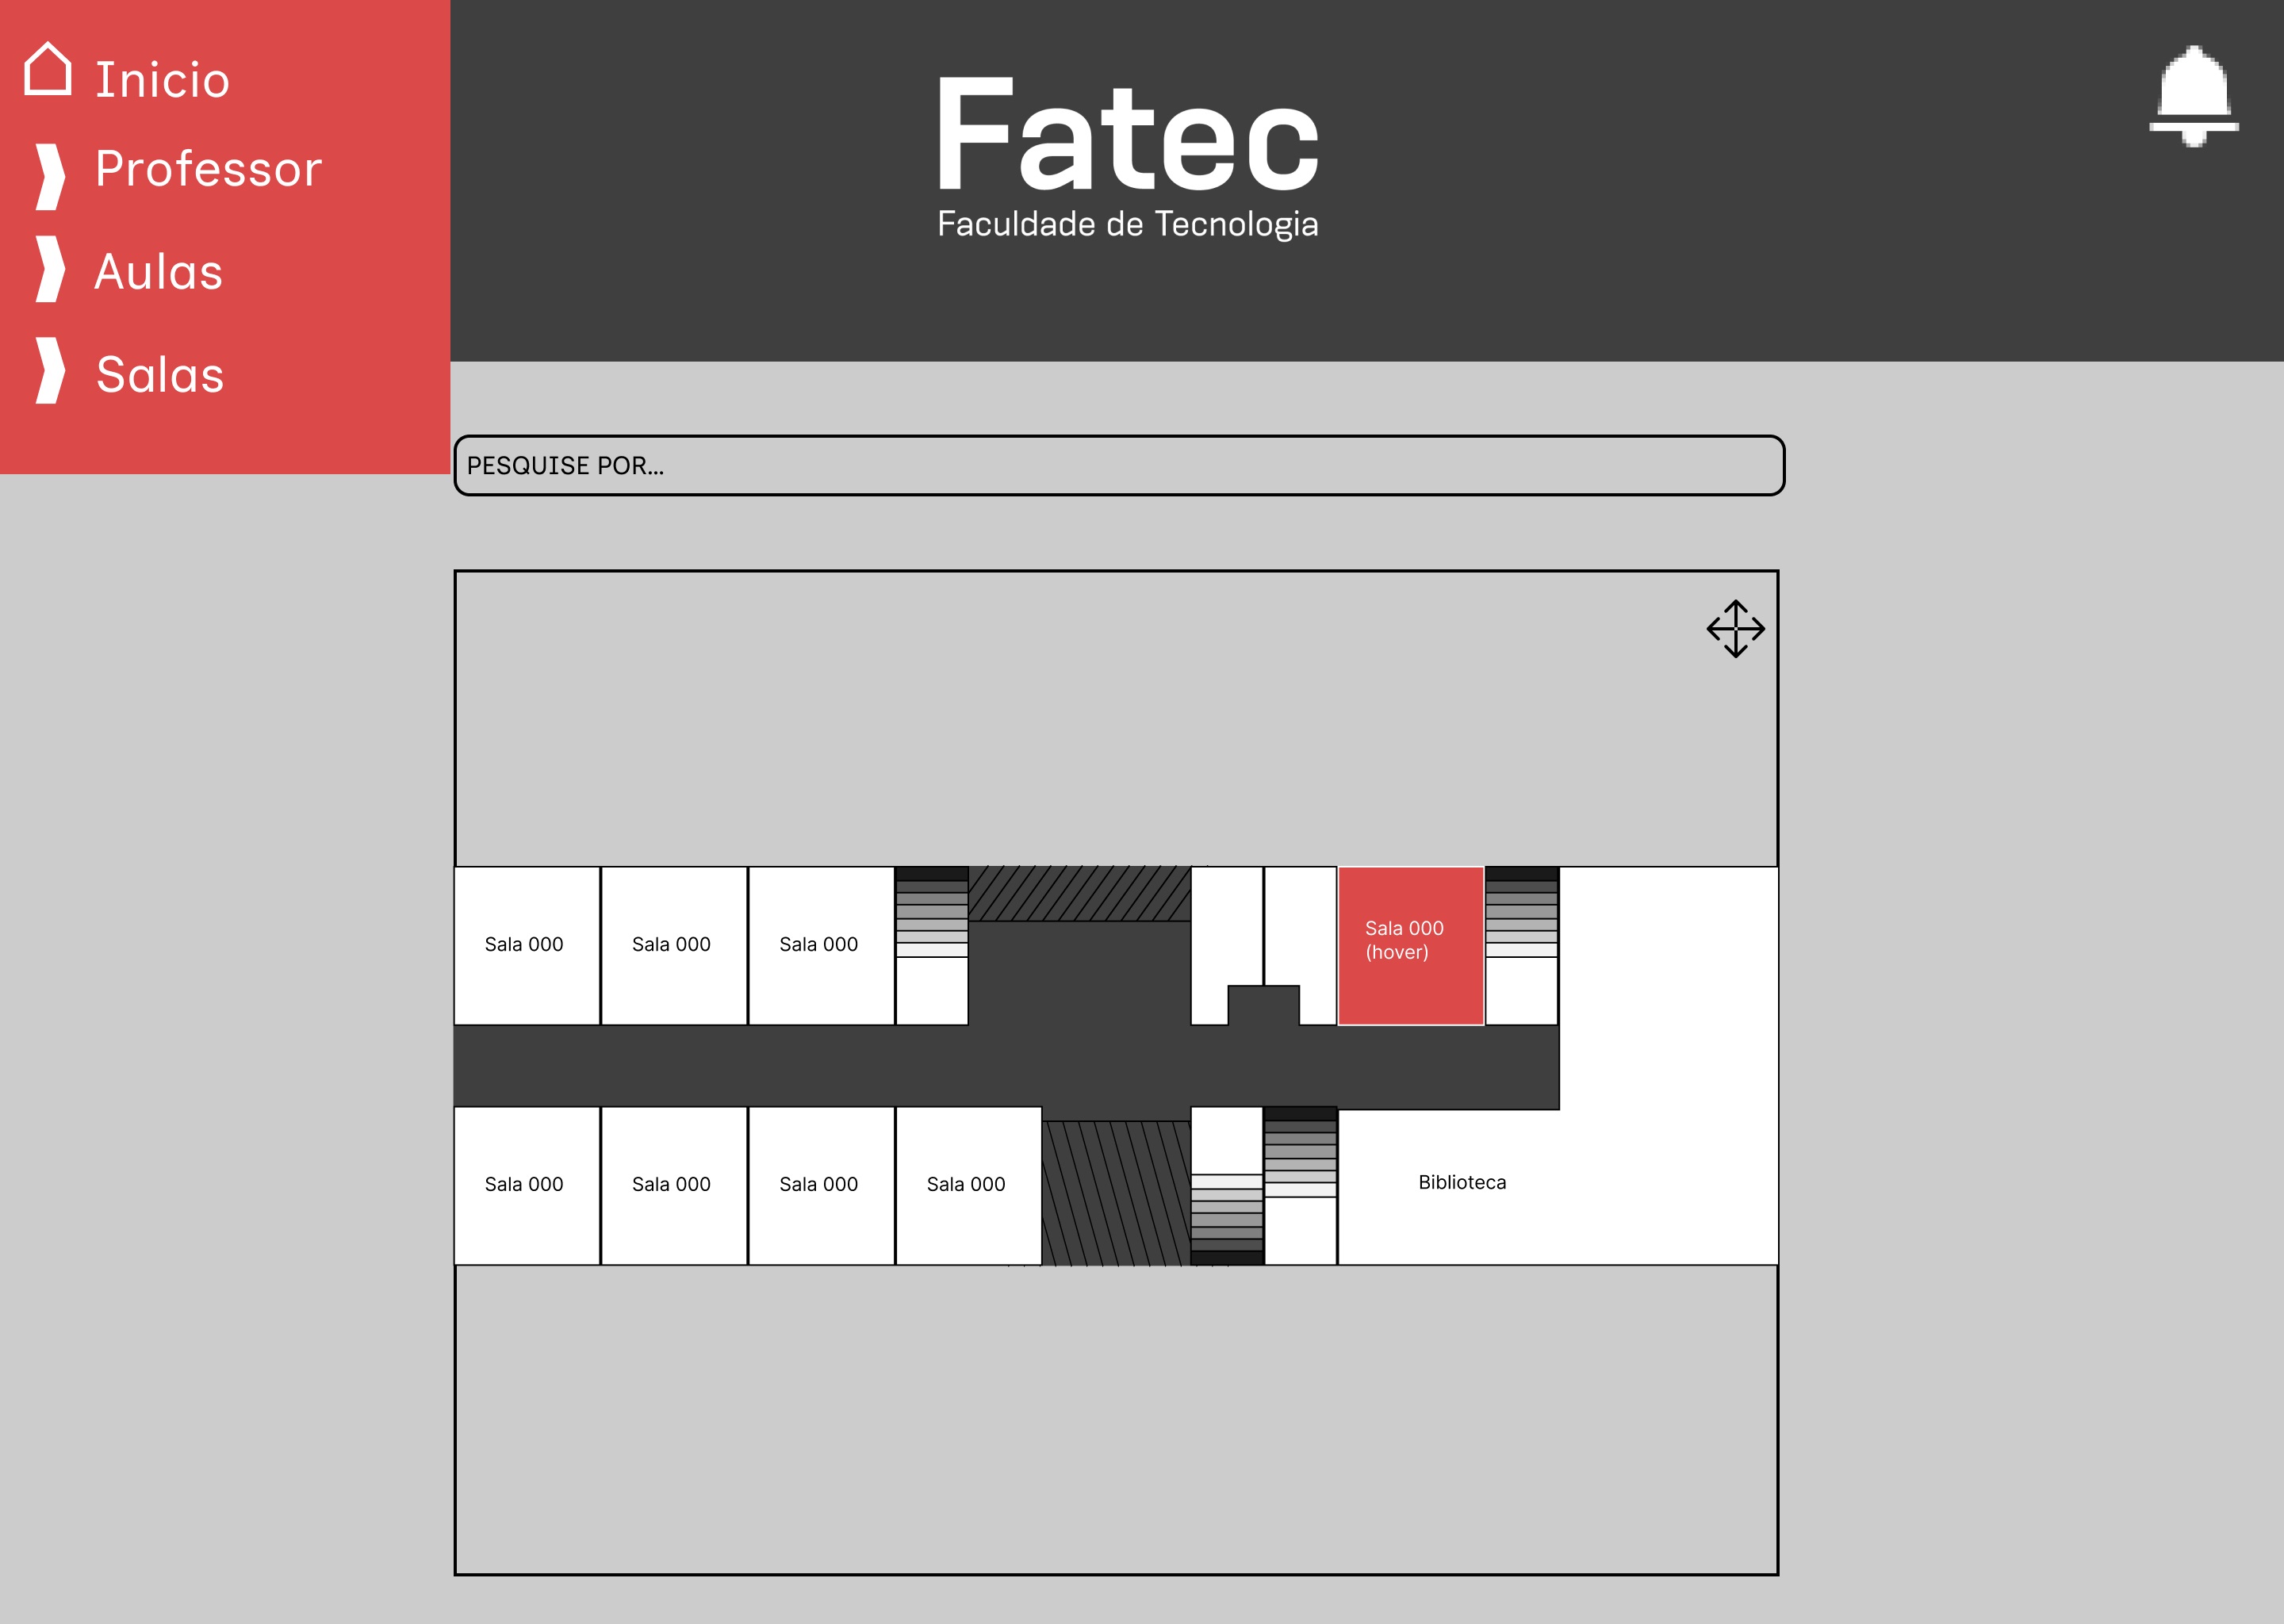 Inicio
Professor
Aulas
Salas
Fatec
Faculdade de Tecnologia
PESQUISE POR...
Sala 000
Sala 000
Sala 000
Sala 000
(hover)
Sala 000
Sala 000
Sala 000
Sala 000
Biblioteca